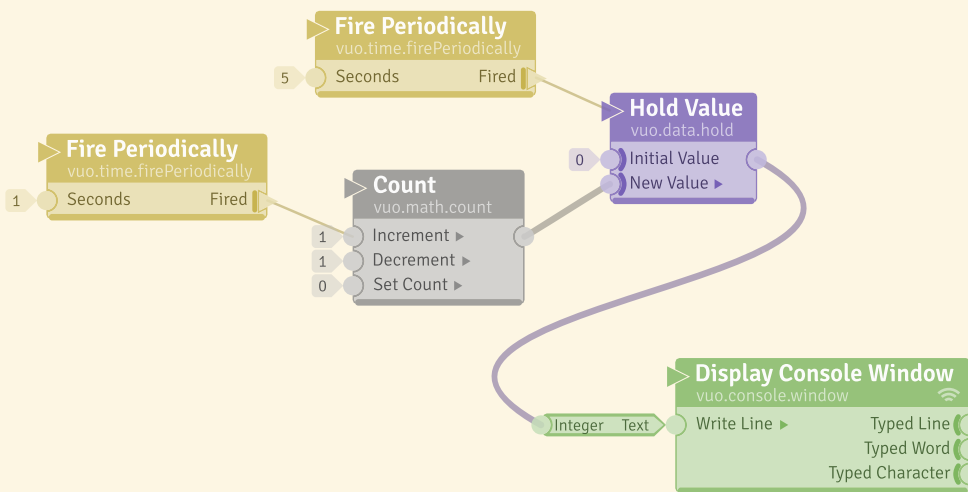 Fire Periodically
vuo.time.firePeriodically
5 Seconds Fired
Hold Value
vuo.data.hold
0 Initial Value
New Value
Fire Periodically
vuo.time.firePeriodically
1 Seconds Fired
Count
vuo.math.count
1 Increment
1 Decrement
0 Set Count
Display Console Window
vuo.console.window
Integer Text
Write Line Typed Line
Typed Word
Typed Character